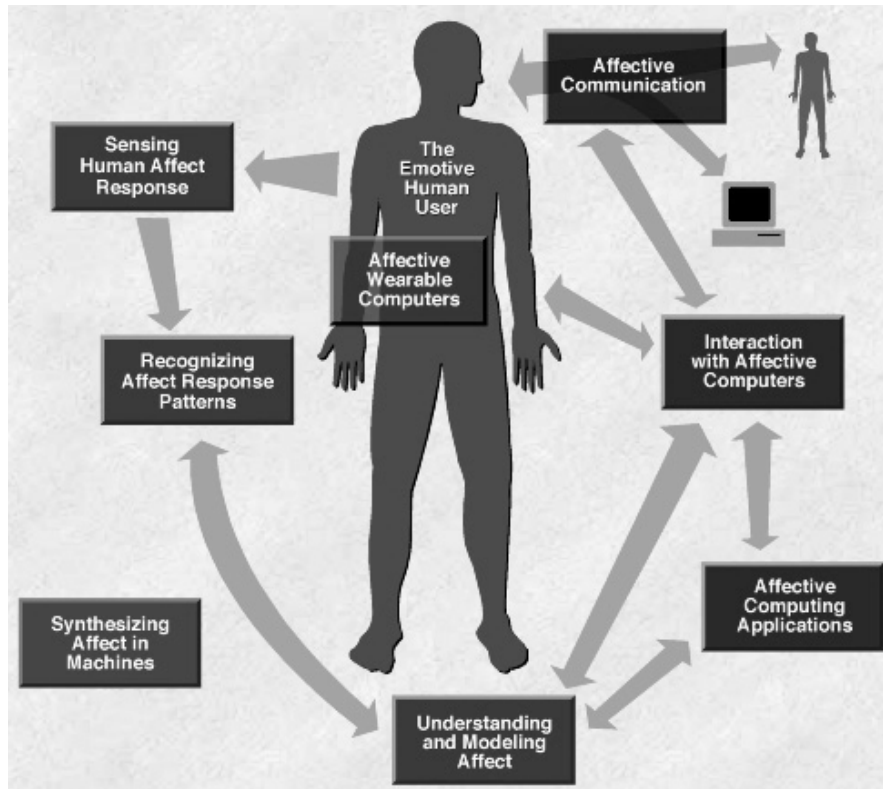 Affective
Communication
Sensing
Human Affect
Response
The
Emotive
Human
User
Affective
Wearable
Computers
Recognizing
Affect Response
Patterns
Interaction
with Affective
Computers
Affective
Computing
Applications
Synthesizing
Affect in
Machines
Understanding
and Modeling
Affect